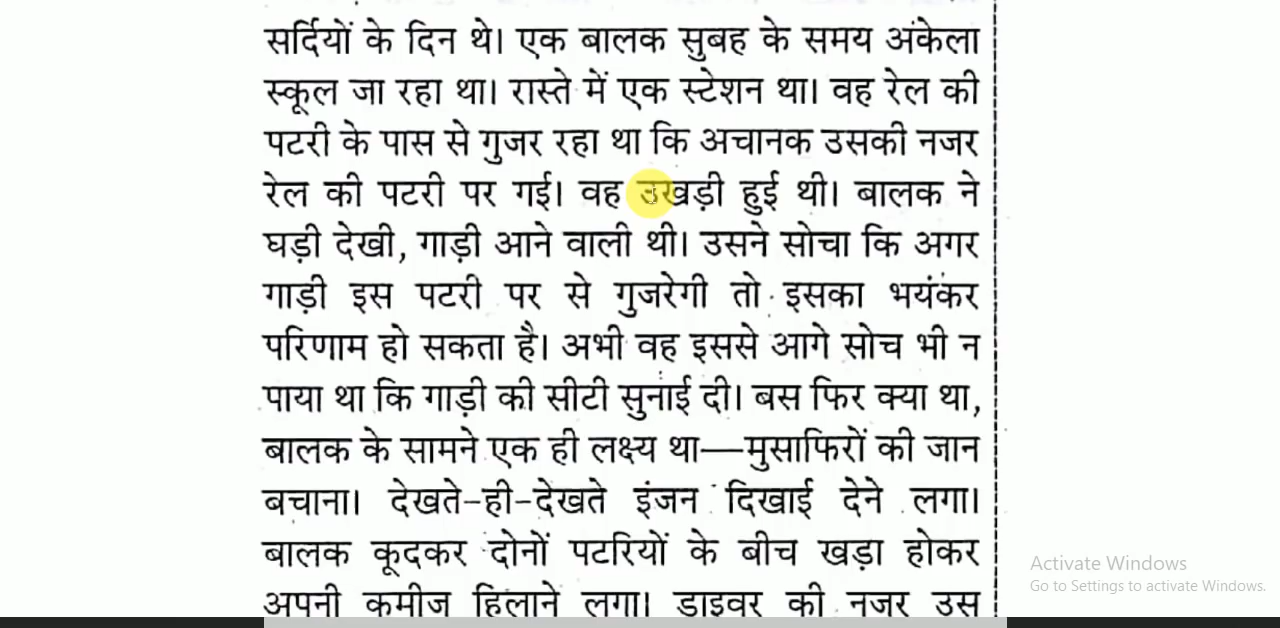 सर्दियों के दिन थे। एक बालक सुबह के समय अंकेला
स्कूल जा रहा था। रास्ते में एक स्टेशन था। वह रेल की
पटरी के पास से गुजर रहा था कि अचानक उसकी नजर
रेल की पटरी पर गई। वह उखड़ी हुई थी। बालक ने
घड़ी देखी, गाड़ी आने वाली थी। उसने सोचा कि अगर
गाड़ी इस पटरी पर से गुजरेगी तो इसका भयंकर
परिणाम हो सकता है। अभी वह इससे आगे सोच भी न
पाया था कि गाड़ी की सीटी सुनाई दी। बस फिर क्या था,
बालक के सामने एक ही लक्ष्य था—मुसाफिरों की जान
बचाना। देखते-ही-देखते इंजन दिखाई देने लगा।
बालक कूदकर दोनों पटरियों के बीच खड़ा होकर
अपनी कमीज हिलाने लगा। डाइवर की नजर उस
Activate Windows
Go to Settings to activate Windows.